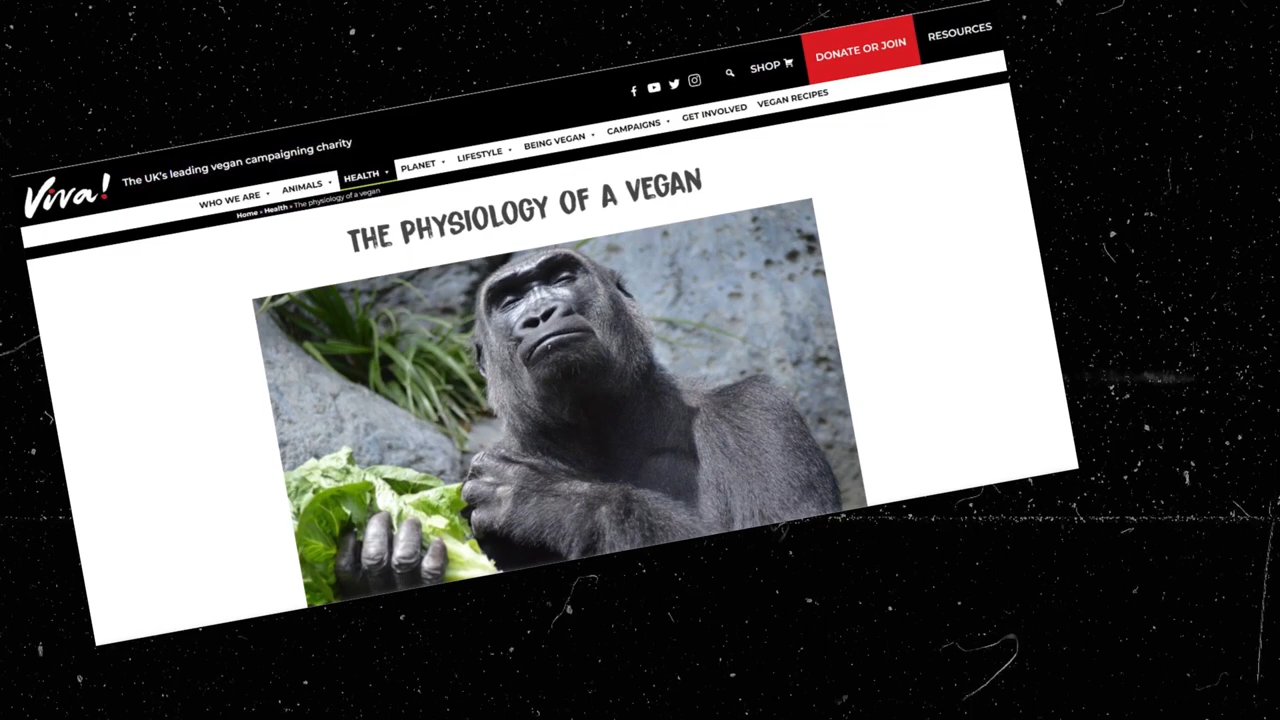 Viva!
The UK's leading vegan campaigning charity
SHOP
DONATE OR JOIN
RESOURCES
WHO WE ARE
ANIMALS
HEALTH
PLANET
LIFESTYLE
BEING VEGAN
CAMPAIGNS
GET INVOLVED
VEGAN RECIPES
Home » Health » The physiology of a vegan
THE PHYSIOLOGY OF A VEGAN